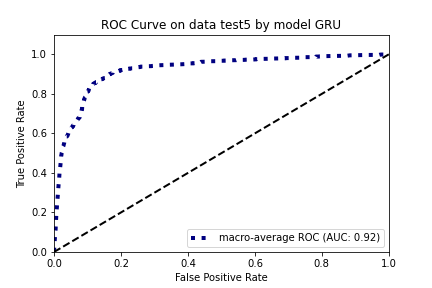 ROC Curve on data test5 by model GRU
True Positive Rate
1.0
0.8
0.6
0.4
0.2
0.0
macro-average ROC (AUC: 0.92)
0.0 0.2 0.4 0.6 0.8 1.0
False Positive Rate